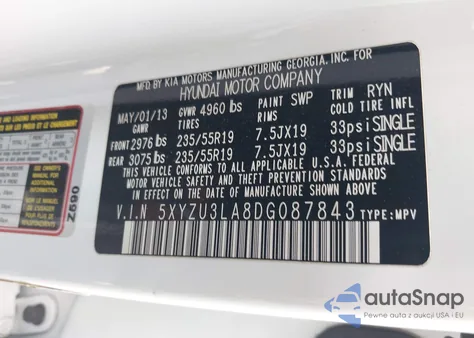 MFD. BY KIA MOTORS MANUFACTURING GEORGIA, INC. FOR
HYUNDAI MOTOR COMPANY
MAY/01/13 GVWR 4960 lbs PAINT SWP TRIM RYN
GAWR TIRE RIM COLD TIRE INFL.
FRONT 2976 lbs 235/55R19 7.5JX19 33psi SINGLE
REAR 3075 lbs 235/55R19 7.5JX19 33psi SINGLE
THIS VEHICLE CONFORMS TO ALL APPLICABLE U.S.A. FEDERAL
MOTOR VEHICLE SAFETY AND THEFT PREVENTION STANDARDS
IN EFFECT ON THE DATE OF MANUFACTURE SHOWN ABOVE.
V.I.N 5XYZU3LA8DG087843 TYPE:MPV
autaSnap
Pewne auta z aukcji USA i EU